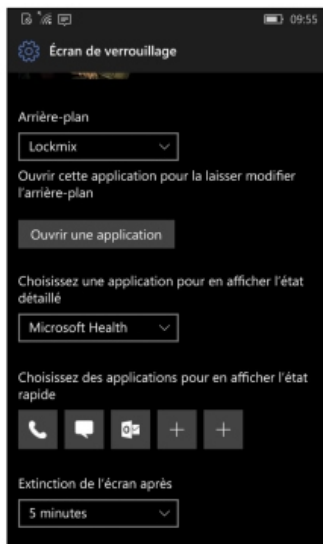 09:55
Écran de verrouillage
Arrière-plan
Lockmix
Ouvrir cette application pour la laisser modifier
l'arrière-plan
Ouvrir une application
Choisissez une application pour en afficher l'état
détaillé
Microsoft Health
Choisissez des applications pour en afficher l'état
rapide
Extinction de l'écran après
5 minutes